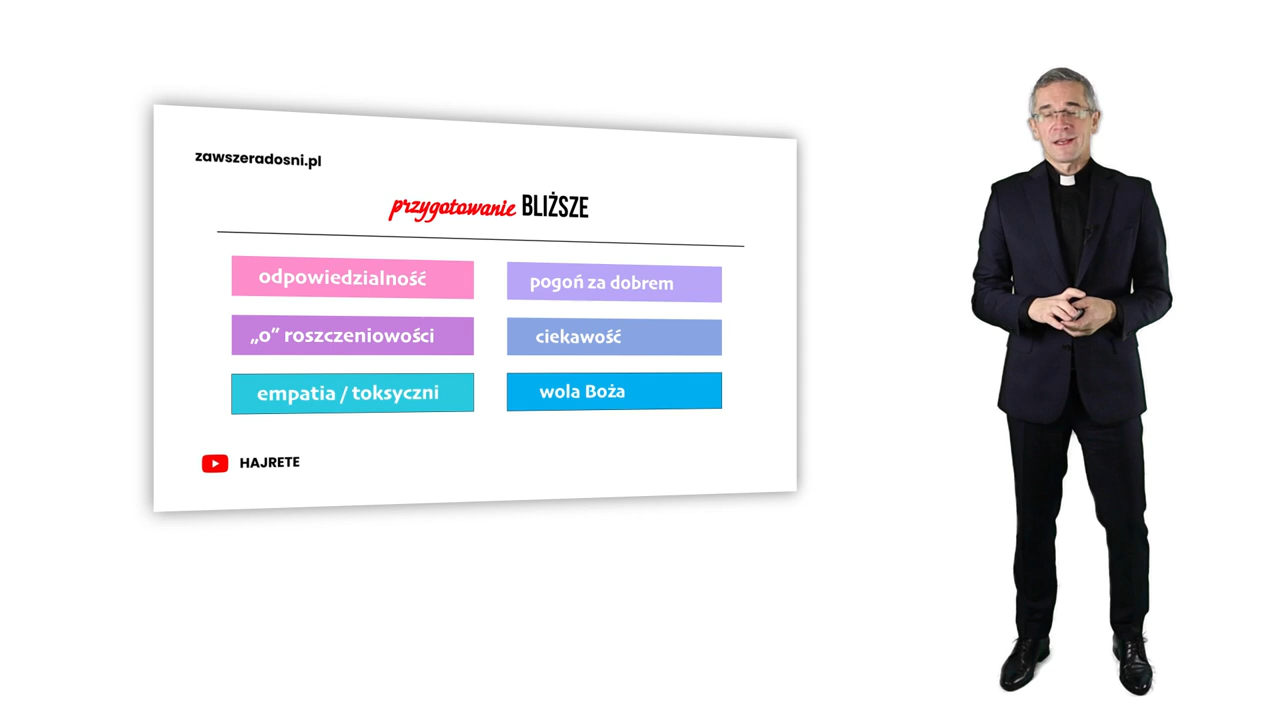 zawszeradosni.pl
przygotowanie BLIŻSZE
odpowiedzialność
pogoń za dobrem
„o” roszczeniowości
ciekawość
empatia / toksyczni
wola Boża
HAJRETE